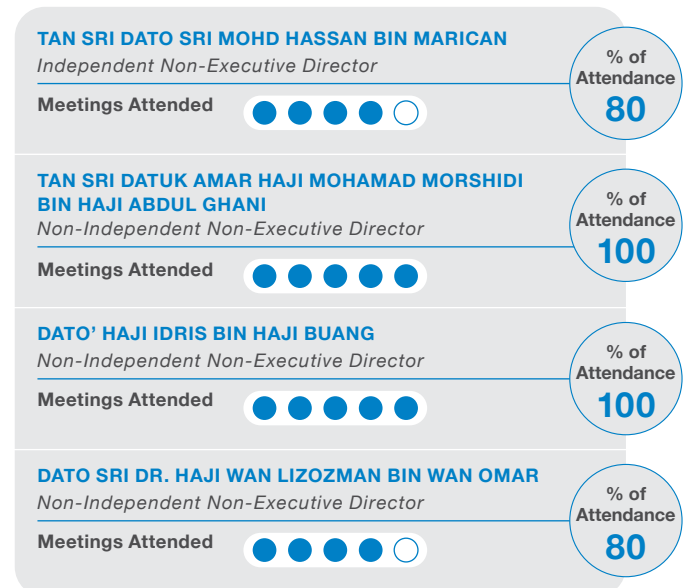 TAN SRI DATO SRI MOHD HASSAN BIN MARICAN
Independent Non-Executive Director
Meetings Attended
% of
Attendance
80
TAN SRI DATUK AMAR HAJI MOHAMAD MORSHIDI
BIN HAJI ABDUL GHANI
Non-Independent Non-Executive Director
Meetings Attended
% of
Attendance
100
DATO’ HAJI IDRIS BIN HAJI BUANG
Non-Independent Non-Executive Director
Meetings Attended
% of
Attendance
100
DATO SRI DR. HAJI WAN LIZOZMAN BIN WAN OMAR
Non-Independent Non-Executive Director
Meetings Attended
% of
Attendance
80